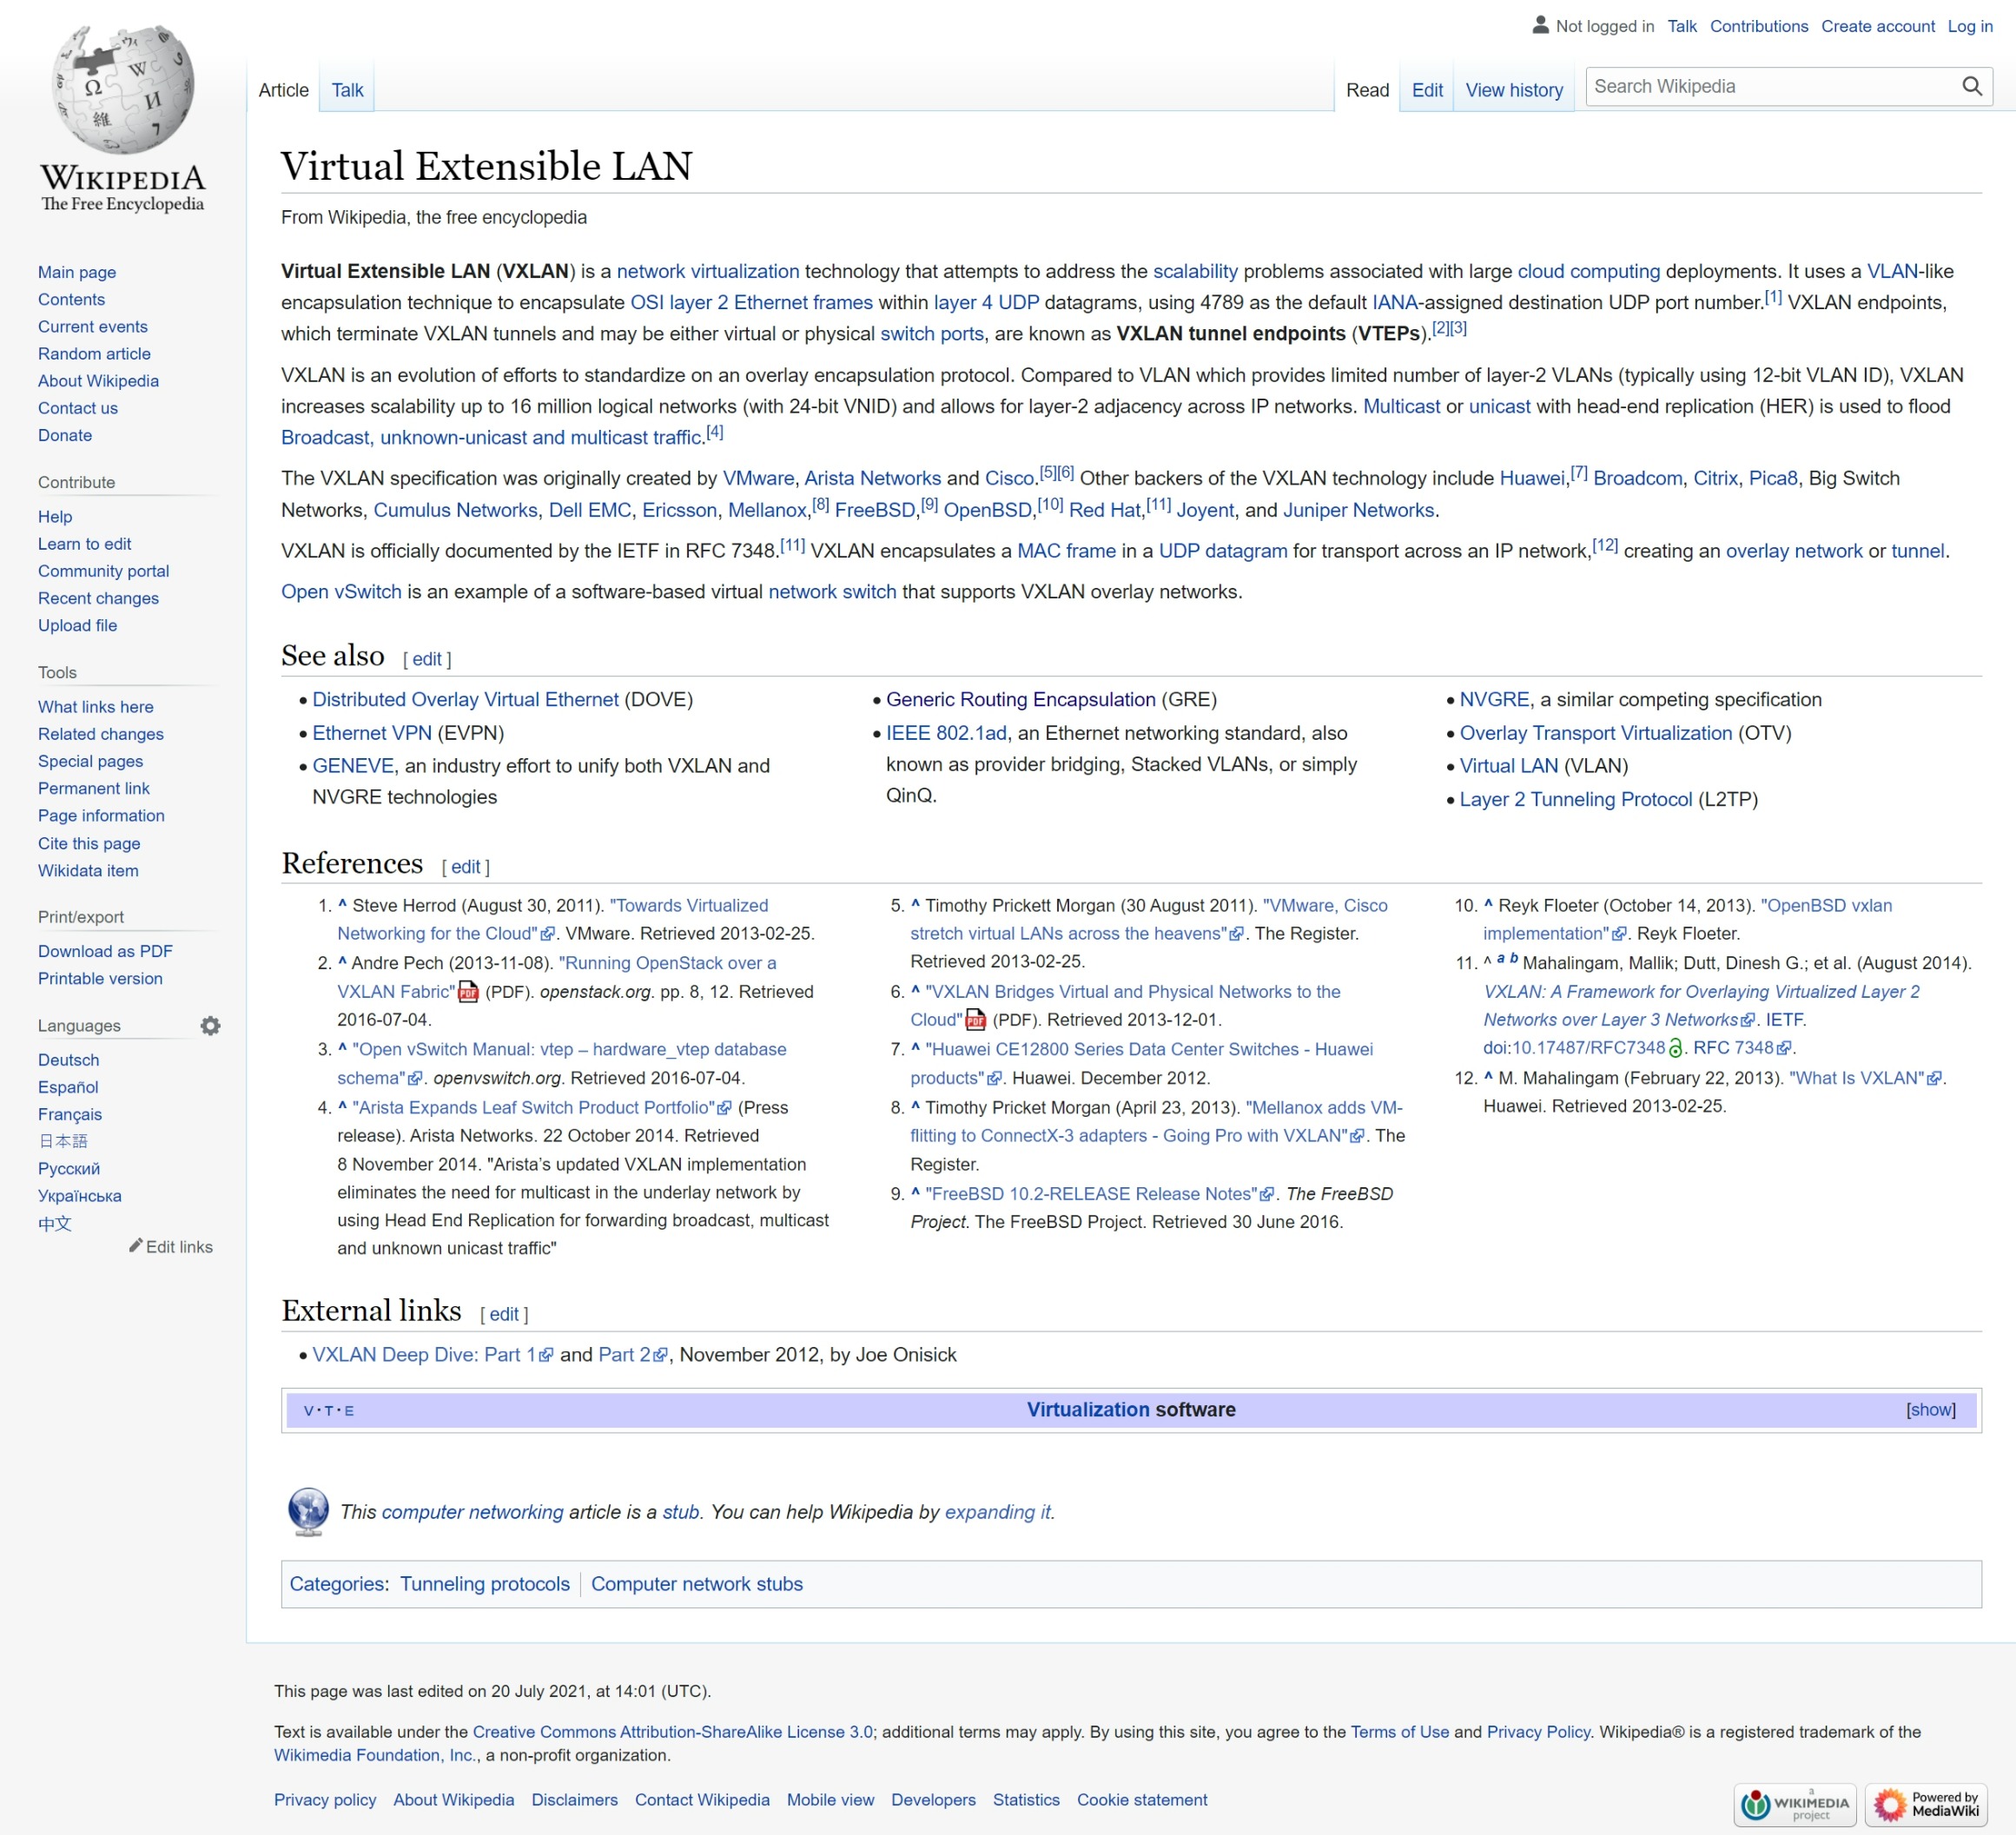 Not logged in Talk Contributions Create account Log in
Article Talk
Read Edit View history Search Wikipedia
WIKIPEDIA
The Free Encyclopedia
Main page
Contents
Current events
Random article
About Wikipedia
Contact us
Donate
Contribute
Help
Learn to edit
Community portal
Recent changes
Upload file
Tools
What links here
Related changes
Special pages
Permanent link
Page information
Cite this page
Wikidata item
Print/export
Download as PDF
Printable version
Languages
Deutsch
Español
Français
日本語
Русский
Українська
中文
Edit links
Virtual Extensible LAN
From Wikipedia, the free encyclopedia
Virtual Extensible LAN (VXLAN) is a network virtualization technology that attempts to address the scalability problems associated with large cloud computing deployments. It uses a VLAN-like
encapsulation technique to encapsulate OSI layer 2 Ethernet frames within layer 4 UDP datagrams, using 4789 as the default IANA-assigned destination UDP port number.[1] VXLAN endpoints,
which terminate VXLAN tunnels and may be either virtual or physical switch ports, are known as VXLAN tunnel endpoints (VTEPs).[2][3]
VXLAN is an evolution of efforts to standardize on an overlay encapsulation protocol. Compared to VLAN which provides limited number of layer-2 VLANs (typically using 12-bit VLAN ID), VXLAN
increases scalability up to 16 million logical networks (with 24-bit VNID) and allows for layer-2 adjacency across IP networks. Multicast or unicast with head-end replication (HER) is used to flood
Broadcast, unknown-unicast and multicast traffic.[4]
The VXLAN specification was originally created by VMware, Arista Networks and Cisco.[5][6] Other backers of the VXLAN technology include Huawei,[7] Broadcom, Citrix, Pica8, Big Switch
Networks, Cumulus Networks, Dell EMC, Ericsson, Mellanox,[8] FreeBSD,[9] OpenBSD,[10] Red Hat,[11] Joyent, and Juniper Networks.
VXLAN is officially documented by the IETF in RFC 7348.[11] VXLAN encapsulates a MAC frame in a UDP datagram for transport across an IP network,[12] creating an overlay network or tunnel.
Open vSwitch is an example of a software-based virtual network switch that supports VXLAN overlay networks.
See also [ edit ]
• Distributed Overlay Virtual Ethernet (DOVE)
• Ethernet VPN (EVPN)
• GENEVE, an industry effort to unify both VXLAN and
NVGRE technologies
• Generic Routing Encapsulation (GRE)
• IEEE 802.1ad, an Ethernet networking standard, also
known as provider bridging, Stacked VLANs, or simply
QinQ.
• NVGRE, a similar competing specification
• Overlay Transport Virtualization (OTV)
• Virtual LAN (VLAN)
• Layer 2 Tunneling Protocol (L2TP)
References [ edit ]
1. ^ Steve Herrod (August 30, 2011). "Towards Virtualized
Networking for the Cloud". VMware. Retrieved 2013-02-25.
2. ^ Andre Pech (2013-11-08). "Running OpenStack over a
VXLAN Fabric" PDF (PDF). openstack.org. pp. 8, 12. Retrieved
2016-07-04.
3. ^ "Open vSwitch Manual: vtep – hardware_vtep database
schema". openvswitch.org. Retrieved 2016-07-04.
4. ^ "Arista Expands Leaf Switch Product Portfolio" (Press
release). Arista Networks. 22 October 2014. Retrieved
8 November 2014. "Arista's updated VXLAN implementation
eliminates the need for multicast in the underlay network by
using Head End Replication for forwarding broadcast, multicast
and unknown unicast traffic"
5. ^ Timothy Prickett Morgan (30 August 2011). "VMware, Cisco
stretch virtual LANs across the heavens". The Register.
Retrieved 2013-02-25.
6. ^ "VXLAN Bridges Virtual and Physical Networks to the
Cloud" PDF (PDF). Retrieved 2013-12-01.
7. ^ "Huawei CE12800 Series Data Center Switches - Huawei
products". Huawei. December 2012.
8. ^ Timothy Pricket Morgan (April 23, 2013). "Mellanox adds VM-
flitting to ConnectX-3 adapters - Going Pro with VXLAN". The
Register.
9. ^ "FreeBSD 10.2-RELEASE Release Notes". The FreeBSD
Project. The FreeBSD Project. Retrieved 30 June 2016.
10. ^ Reyk Floeter (October 14, 2013). "OpenBSD vxlan
implementation". Reyk Floeter.
11. ^ a b Mahalingam, Mallik; Dutt, Dinesh G.; et al. (August 2014).
VXLAN: A Framework for Overlaying Virtualized Layer 2
Networks over Layer 3 Networks. IETF.
doi:10.17487/RFC7348. RFC 7348.
12. ^ M. Mahalingam (February 22, 2013). "What Is VXLAN".
Huawei. Retrieved 2013-02-25.
External links [ edit ]
• VXLAN Deep Dive: Part 1 and Part 2, November 2012, by Joe Onisick
V·T·E Virtualization software [show]
This computer networking article is a stub. You can help Wikipedia by expanding it.
Categories: Tunneling protocols | Computer network stubs
This page was last edited on 20 July 2021, at 14:01 (UTC).
Text is available under the Creative Commons Attribution-ShareAlike License 3.0; additional terms may apply. By using this site, you agree to the Terms of Use and Privacy Policy. Wikipedia® is a registered trademark of the
Wikimedia Foundation, Inc., a non-profit organization.
Privacy policy About Wikipedia Disclaimers Contact Wikipedia Mobile view Developers Statistics Cookie statement
a WIKIMEDIA project
Powered by MediaWiki